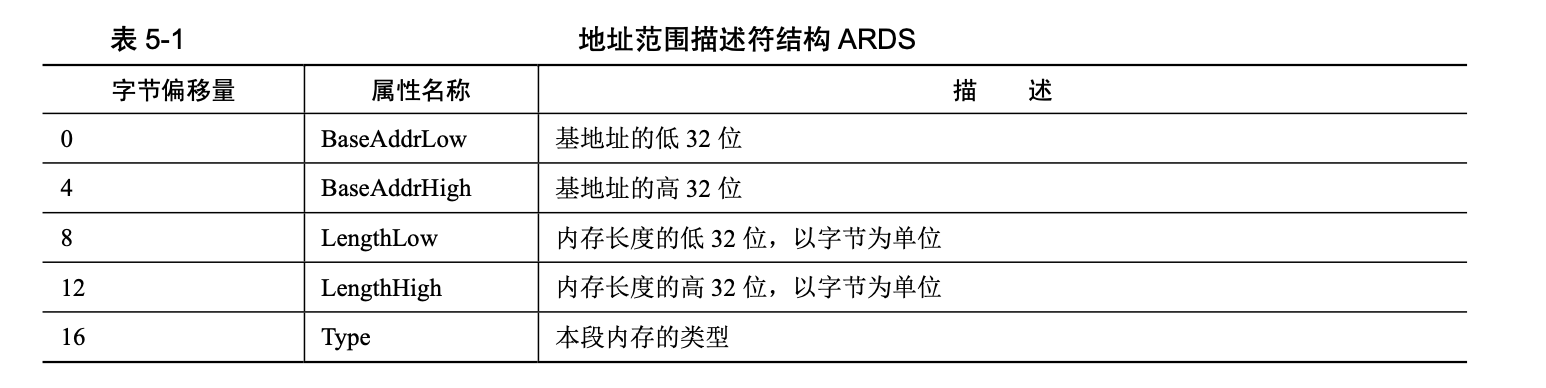 表 5-1 地址范围描述符结构 ARDS
字节偏移量 属性名称 描 述
0 BaseAddrLow 基地址的低 32 位
4 BaseAddrHigh 基地址的高 32 位
8 LengthLow 内存长度的低 32 位，以字节为单位
12 LengthHigh 内存长度的高 32 位，以字节为单位
16 Type 本段内存的类型